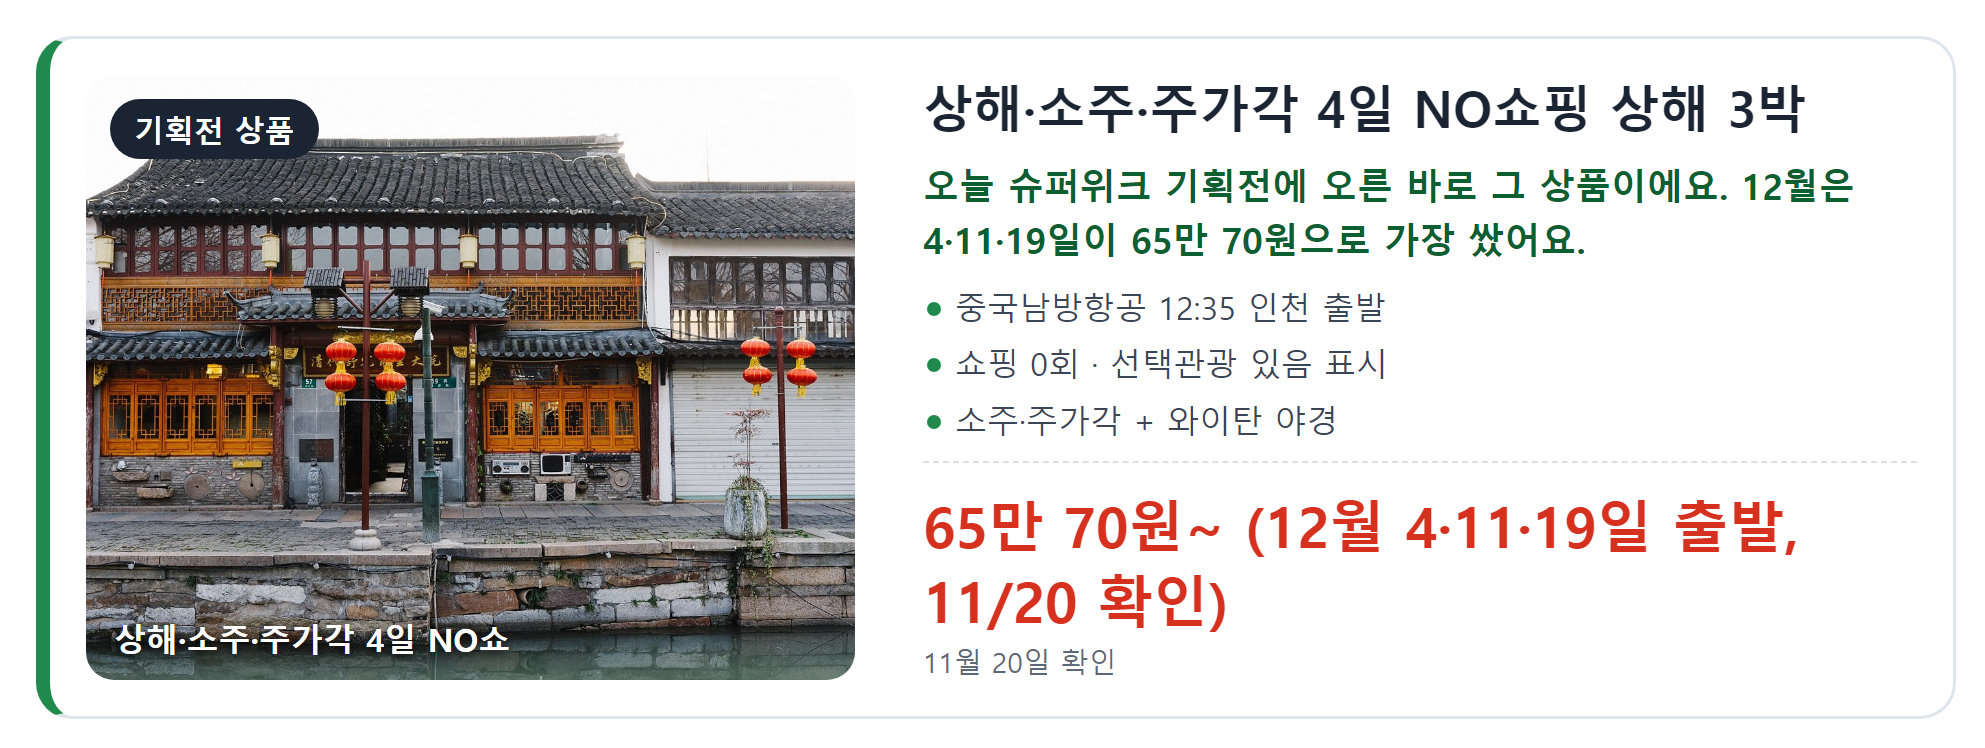 기획전 상품
상해·소주·주가각 4일 NO쇼
상해·소주·주가각 4일 NO쇼핑 상해 3박
오늘 슈퍼위크 기획전에 오른 바로 그 상품이에요. 12월은
4·11·19일이 65만 70원으로 가장 쌌어요.
중국남방항공 12:35 인천 출발
쇼핑 0회 · 선택관광 있음 표시
소주·주가각 + 와이탄 야경
65만 70원~ (12월 4·11·19일 출발,
11/20 확인)
11월 20일 확인